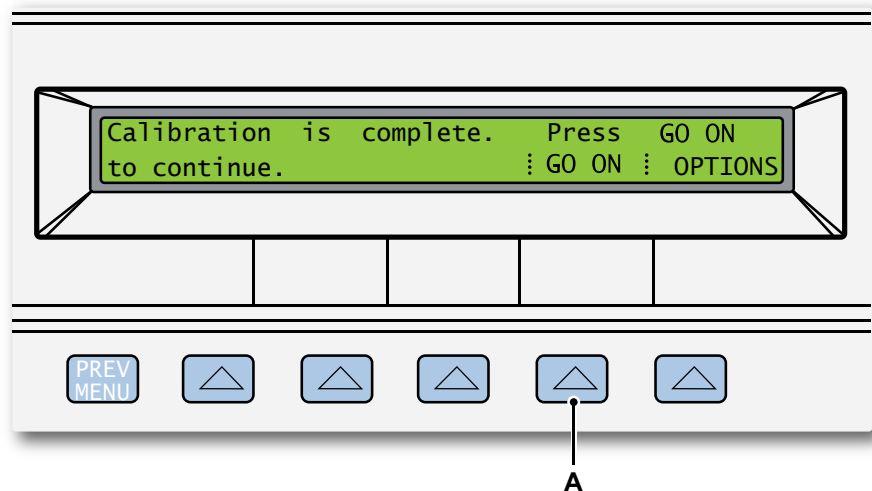 Calibration is complete. Press GO ON
to continue. ⋮ GO ON ⋮ OPTIONS
PREV
MENU
A